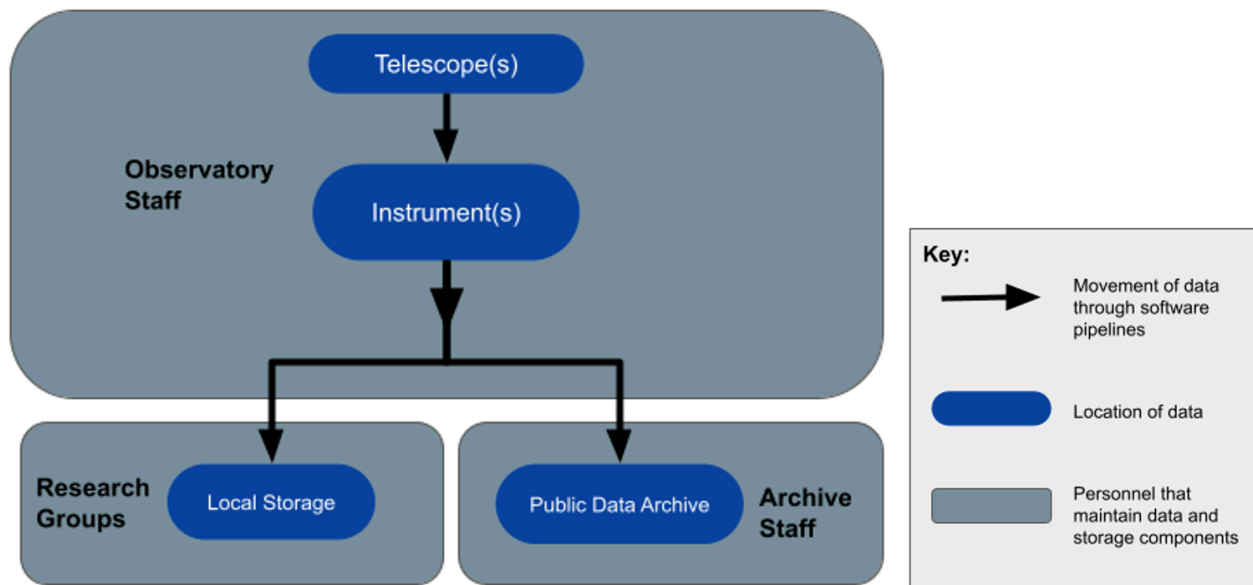 Telescope(s)
Observatory
Staff
Instrument(s)
Research
Groups
Local Storage
Public Data Archive
Archive
Staff
Key:
Movement of data
through software
pipelines
Location of data
Personnel that
maintain data and
storage components